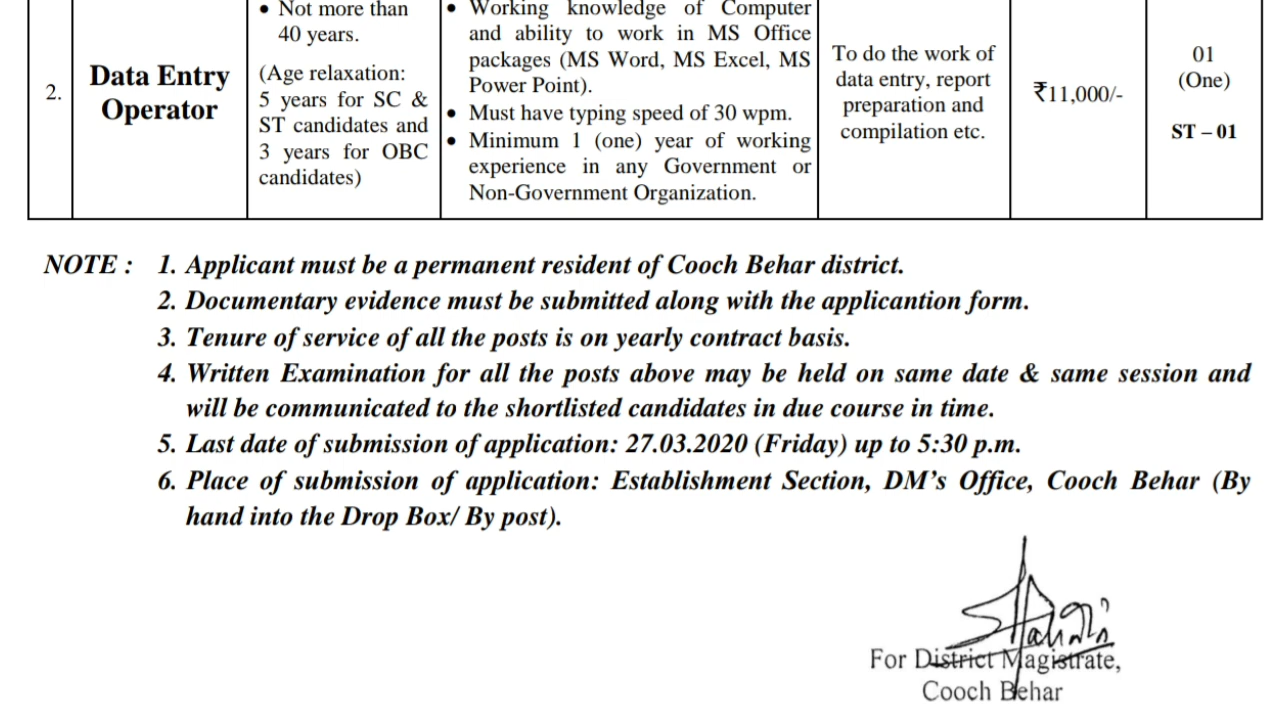 2.
Data Entry
Operator
• Not more than
40 years.
(Age relaxation:
5 years for SC &
ST candidates and
3 years for OBC
candidates)
• Working knowledge of Computer
and ability to work in MS Office
packages (MS Word, MS Excel, MS
Power Point).
• Must have typing speed of 30 wpm.
• Minimum 1 (one) year of working
experience in any Government or
Non-Government Organization.
To do the work of
data entry, report
preparation and
compilation etc.
₹11,000/-
01
(One)
ST – 01
NOTE : 1. Applicant must be a permanent resident of Cooch Behar district.
2. Documentary evidence must be submitted along with the applicantion form.
3. Tenure of service of all the posts is on yearly contract basis.
4. Written Examination for all the posts above may be held on same date & same session and
will be communicated to the shortlisted candidates in due course in time.
5. Last date of submission of application: 27.03.2020 (Friday) up to 5:30 p.m.
6. Place of submission of application: Establishment Section, DM's Office, Cooch Behar (By
hand into the Drop Box/ By post).
For District Magistrate,
Cooch Behar